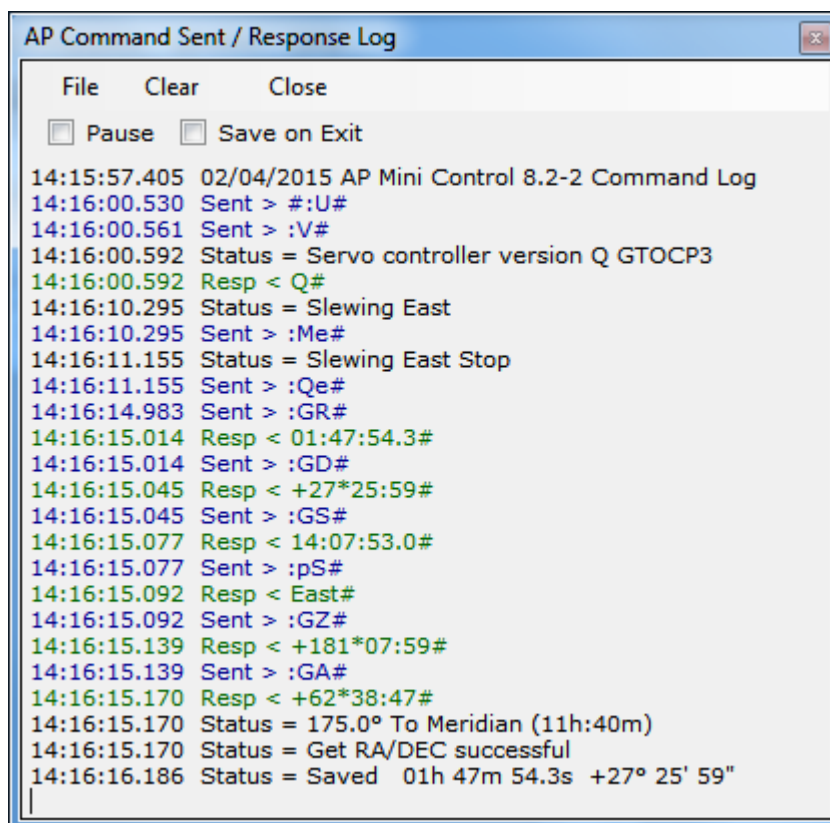 AP Command Sent / Response Log
File Clear Close
Pause Save on Exit
14:15:57.405 02/04/2015 AP Mini Control 8.2-2 Command Log
14:16:00.530 Sent > #:U#
14:16:00.561 Sent > :V#
14:16:00.592 Status = Servo controller version Q GTOCP3
14:16:00.592 Resp < Q#
14:16:10.295 Status = Slewing East
14:16:10.295 Sent > :Me#
14:16:11.155 Status = Slewing East Stop
14:16:11.155 Sent > :Qe#
14:16:14.983 Sent > :GR#
14:16:15.014 Resp < 01:47:54.3#
14:16:15.014 Sent > :GD#
14:16:15.045 Resp < +27*25:59#
14:16:15.045 Sent > :GS#
14:16:15.077 Resp < 14:07:53.0#
14:16:15.077 Sent > :pS#
14:16:15.092 Resp < East#
14:16:15.092 Sent > :GZ#
14:16:15.139 Resp < +181*07:59#
14:16:15.139 Sent > :GA#
14:16:15.170 Resp < +62*38:47#
14:16:15.170 Status = 175.0° To Meridian (11h:40m)
14:16:15.170 Status = Get RA/DEC successful
14:16:16.186 Status = Saved 01h 47m 54.3s +27° 25' 59"